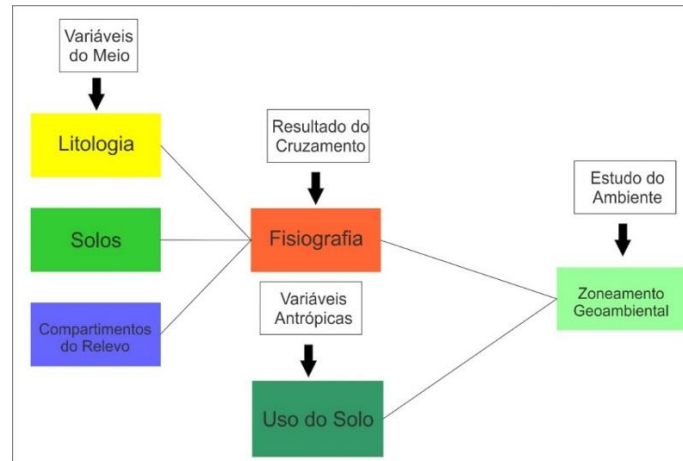 Variáveis
do Meio
Litologia
Solos
Compartimentos
do Relevo
Resultado do
Cruzamento
Fisiografia
Variáveis
Antrópicas
Uso do Solo
Estudo do
Ambiente
Zoneamento
Geoambiental